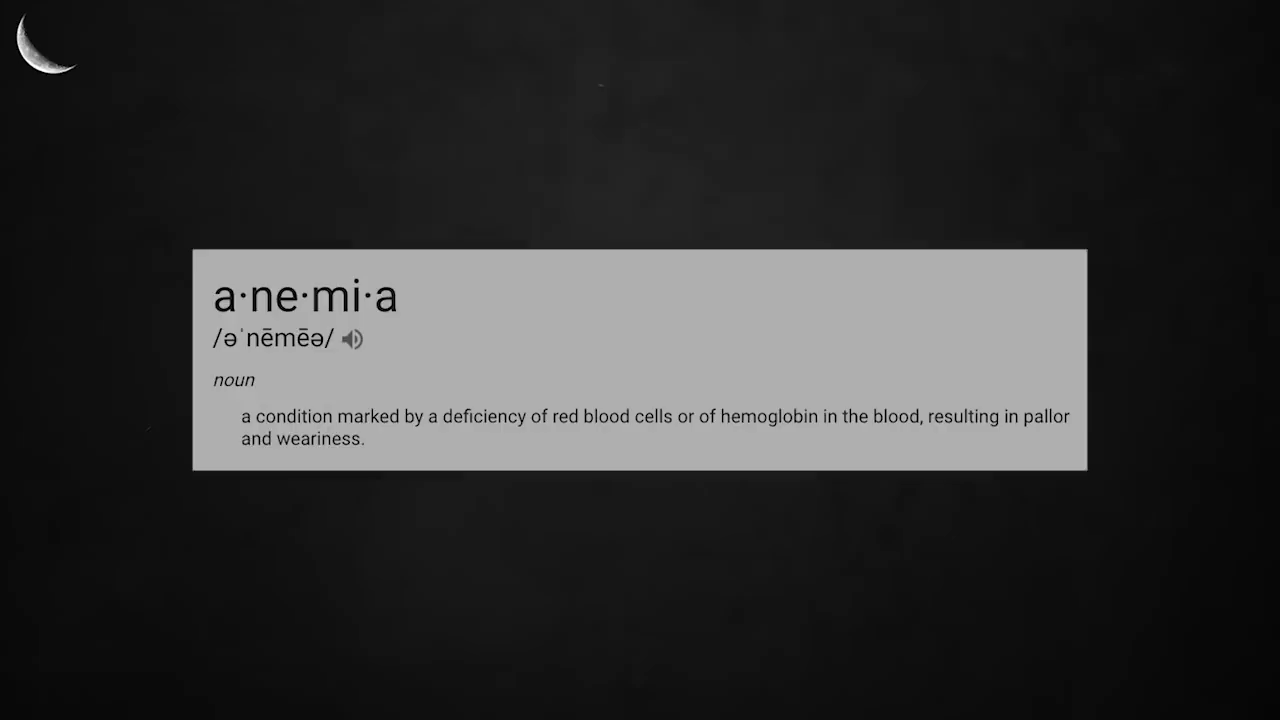 a·ne·mi·a
/əˈnēmēə/
noun
a condition marked by a deficiency of red blood cells or of hemoglobin in the blood, resulting in pallor
and weariness.